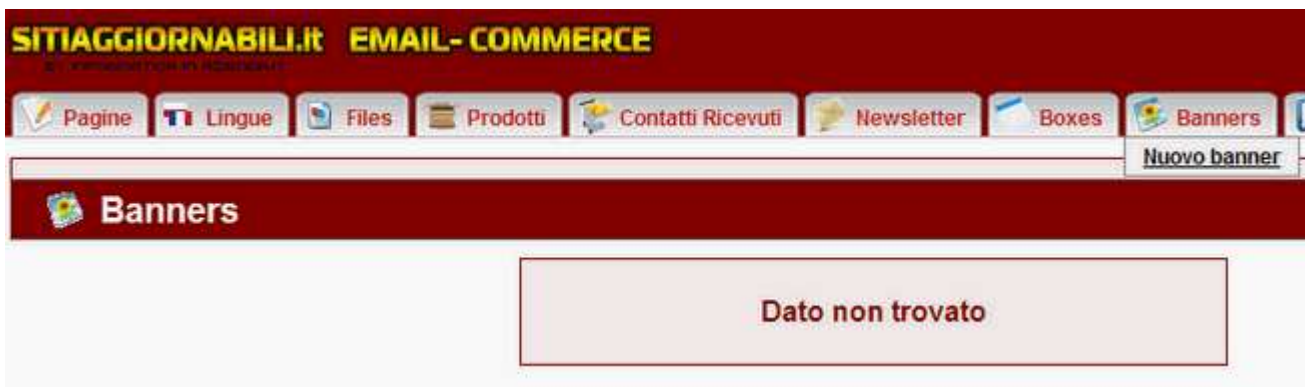 SITIAGGIORNABILI.it EMAIL-COMMERCE
Pagine Lingue Files Prodotti Contatti Ricevuti Newsletter Boxes Banners
Nuovo banner
Banners
Dato non trovato